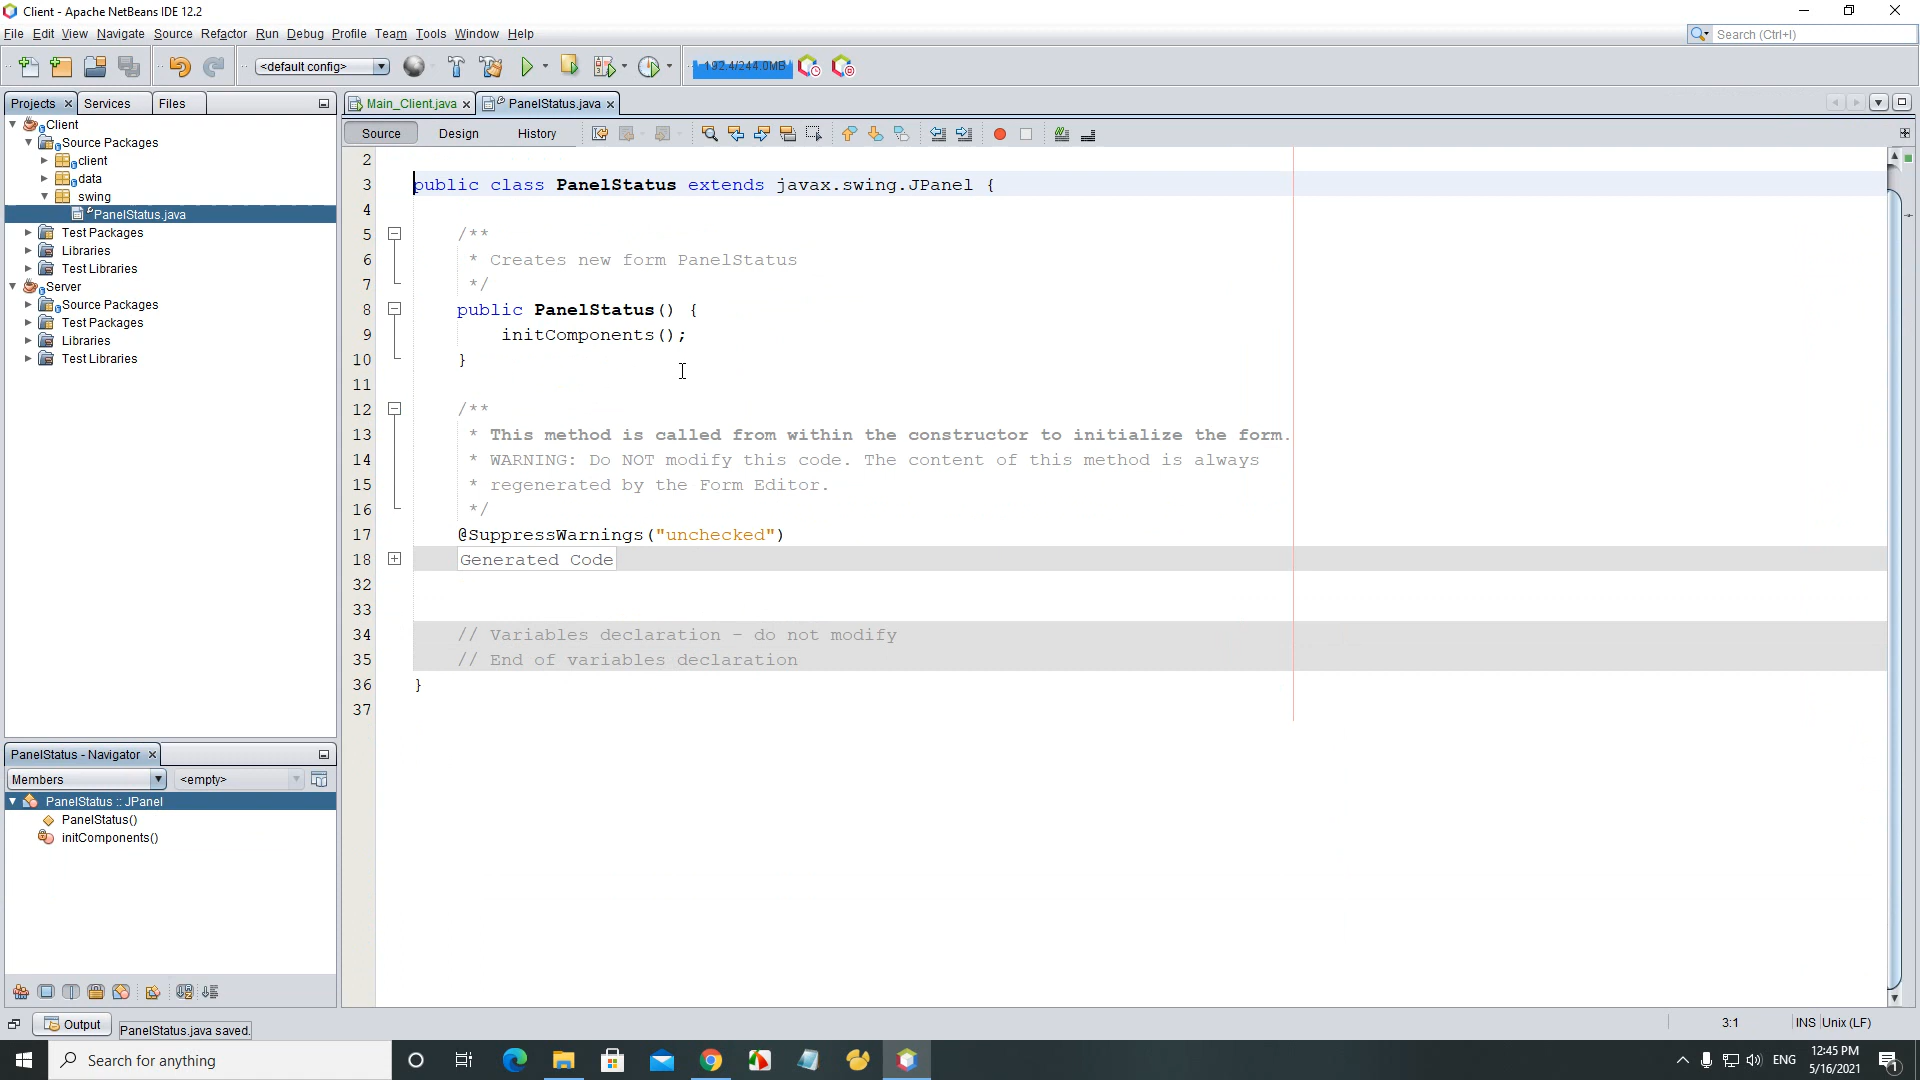 Client - Apache NetBeans IDE 12.2
File Edit View Navigate Source Refactor Run Debug Profile Team Tools Window Help
Search (Ctrl+I)
<default config>
192.4/244.0MB
Projects Services Files
Main_Client.java PanelStatus.java
Source Design History
Client
Source Packages
client
data
swing
PanelStatus.java
Test Packages
Libraries
Test Libraries
Server
Source Packages
Test Packages
Libraries
Test Libraries
2
3 public class PanelStatus extends javax.swing.JPanel {
4
5 /**
6 * Creates new form PanelStatus
7 */
8 public PanelStatus() {
9 initComponents();
10 }
11
12 /**
13 * This method is called from within the constructor to initialize the form.
14 * WARNING: Do NOT modify this code. The content of this method is always
15 * regenerated by the Form Editor.
16 */
17 @SuppressWarnings("unchecked")
18 Generated Code
32
33
34 // Variables declaration - do not modify
35 // End of variables declaration
36 }
37
PanelStatus - Navigator
Members <empty>
PanelStatus :: JPanel
PanelStatus()
initComponents()
Output PanelStatus.java saved.
3:1 INS Unix (LF)
Search for anything
ENG
12:45 PM
5/16/2021
1